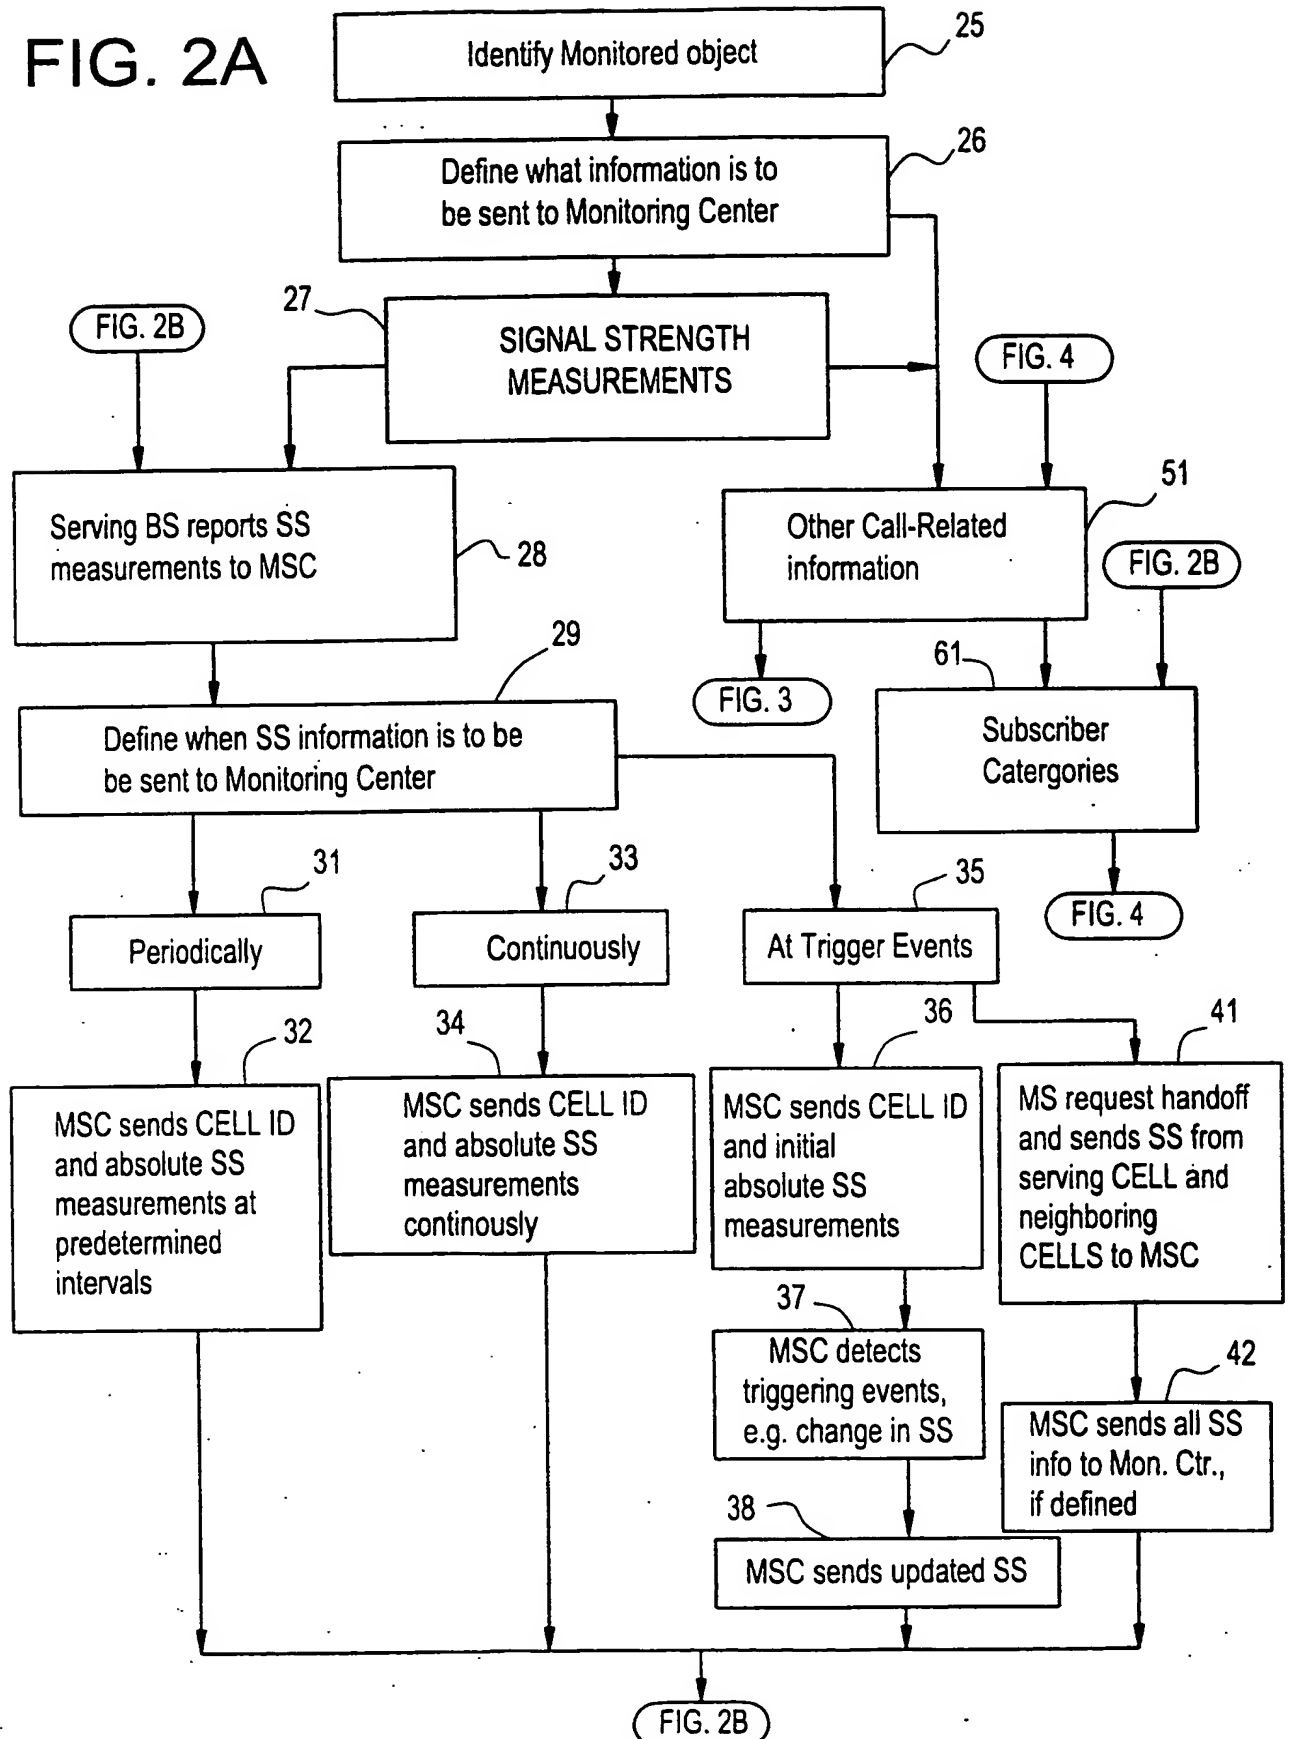 FIG. 2A
Identify Monitored object
25
Define what information is to
be sent to Monitoring Center
26
27
SIGNAL STRENGTH
MEASUREMENTS
FIG. 2B
FIG. 4
Serving BS reports SS
measurements to MSC
28
Other Call-Related
information
51
FIG. 2B
29
Define when SS information is to be
be sent to Monitoring Center
FIG. 3
61
Subscriber
Catergories
FIG. 4
31
Periodically
33
Continuously
35
At Trigger Events
32
MSC sends CELL ID
and absolute SS
measurements at
predetermined
intervals
34
MSC sends CELL ID
and absolute SS
measurements
continously
36
MSC sends CELL ID
and initial
absolute SS
measurements
41
MS request handoff
and sends SS from
serving CELL and
neighboring
CELLS to MSC
37
MSC detects
triggering events,
e.g. change in SS
42
MSC sends all SS
info to Mon. Ctr.,
if defined
38
MSC sends updated SS
FIG. 2B